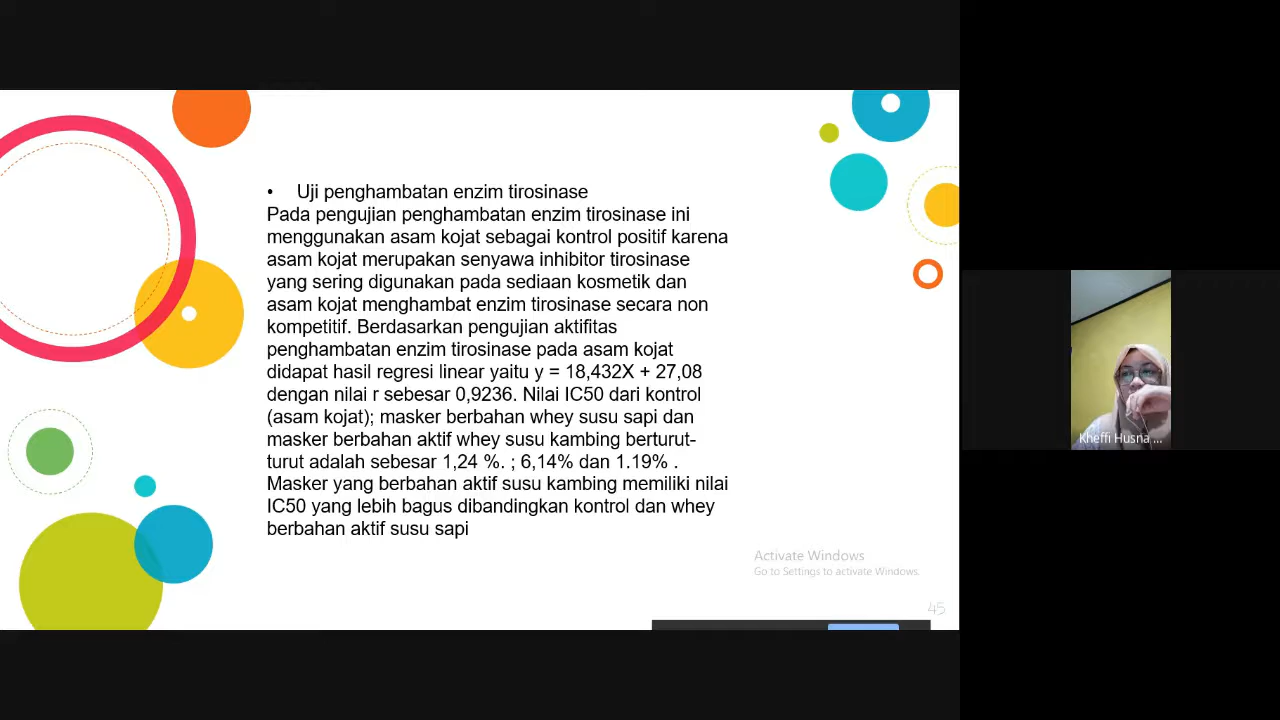 • Uji penghambatan enzim tirosinase
Pada pengujian penghambatan enzim tirosinase ini
menggunakan asam kojat sebagai kontrol positif karena
asam kojat merupakan senyawa inhibitor tirosinase
yang sering digunakan pada sediaan kosmetik dan
asam kojat menghambat enzim tirosinase secara non
kompetitif. Berdasarkan pengujian aktifitas
penghambatan enzim tirosinase pada asam kojat
didapat hasil regresi linear yaitu y = 18,432X + 27,08
dengan nilai r sebesar 0,9236. Nilai IC50 dari kontrol
(asam kojat); masker berbahan whey susu sapi dan
masker berbahan aktif whey susu kambing berturut-
turut adalah sebesar 1,24 %. ; 6,14% dan 1.19% .
Masker yang berbahan aktif susu kambing memiliki nilai
IC50 yang lebih bagus dibandingkan kontrol dan whey
berbahan aktif susu sapi
Activate Windows
Go to Settings to activate Windows.
45
Kheffi Husna ...